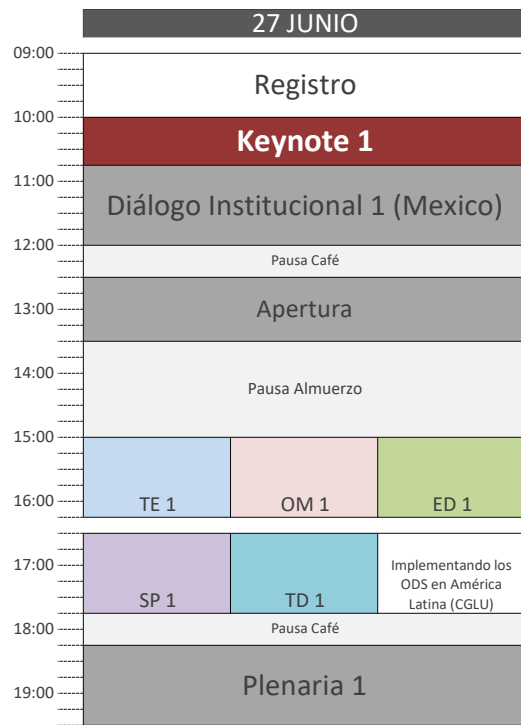 27 JUNIO
09:00
Registro
10:00
Keynote 1
11:00
Diálogo Institucional 1 (Mexico)
12:00
Pausa Café
13:00
Apertura
14:00
Pausa Almuerzo
15:00
16:00
TE 1
OM 1
ED 1
17:00
Implementando los
ODS en América
Latina (CGLU)
SP 1
TD 1
18:00
Pausa Café
Plenaria 1
19:00